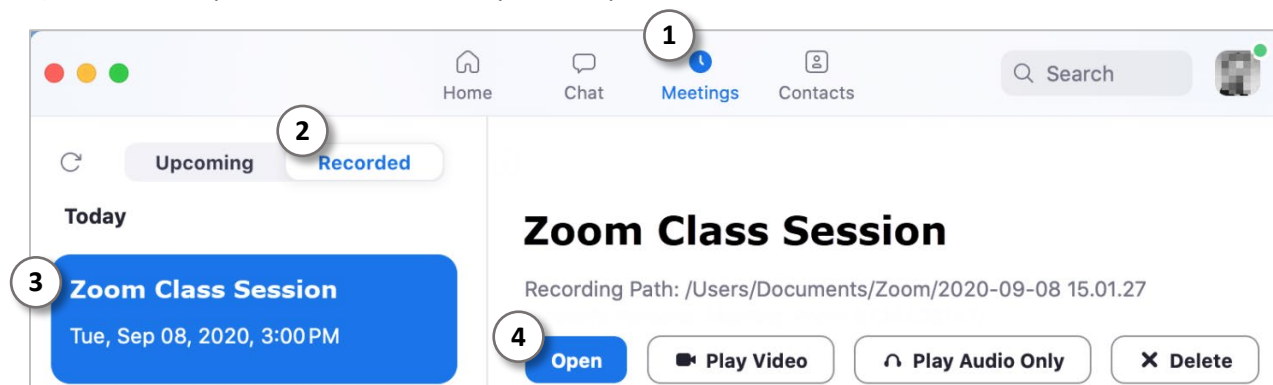 1
Home Chat Meetings Contacts Search
2
Upcoming Recorded
Today
Zoom Class Session
3
Zoom Class Session
Tue, Sep 08, 2020, 3:00 PM
Recording Path: /Users/Documents/Zoom/2020-09-08 15.01.27
4
Open Play Video Play Audio Only Delete